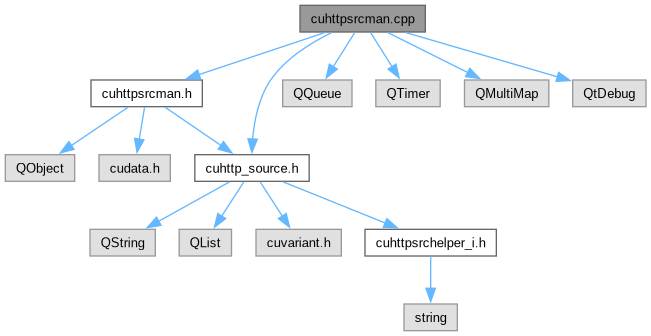 cuhttpsrcman.cpp
cuhttpsrcman.h
QQueue
QTimer
QMultiMap
QtDebug
QObject
cudata.h
cuhttp_source.h
QString
QList
cuvariant.h
cuhttpsrchelper_i.h
string